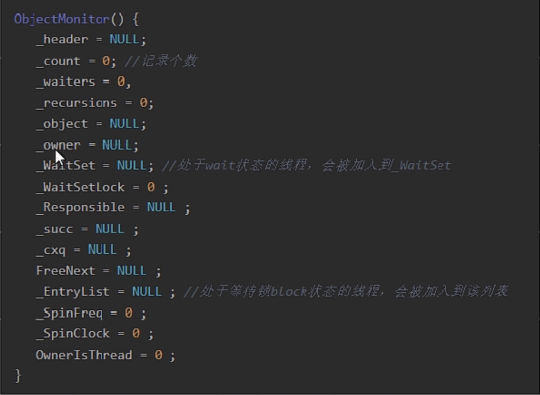 ObjectMonitor() {
_header = NULL;
_count = 0; //记录个数
_waiters = 0,
_recursions = 0;
_object = NULL;
_owner = NULL;
_WaitSet = NULL; //处于wait状态的线程，会被加入到_WaitSet
_WaitSetLock = 0 ;
_Responsible = NULL ;
_succ = NULL ;
_cxq = NULL ;
FreeNext = NULL ;
_EntryList = NULL ; //处于等待锁block状态的线程，会被加入到该列表
_SpinFreq = 0 ;
_SpinClock = 0 ;
OwnerIsThread = 0 ;
}